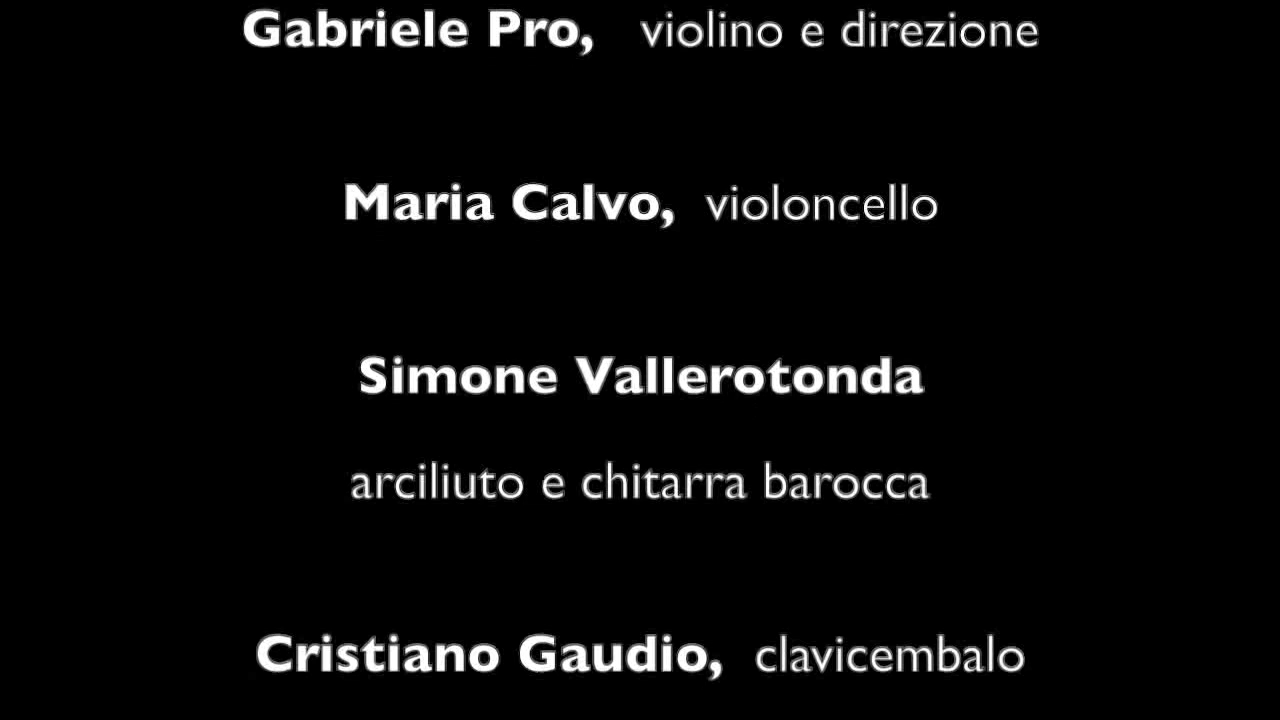 Gabriele Pro, violino e direzione
Maria Calvo, violoncello
Simone Vallerotonda
arciliuto e chitarra barocca
Cristiano Gaudio, clavicembalo